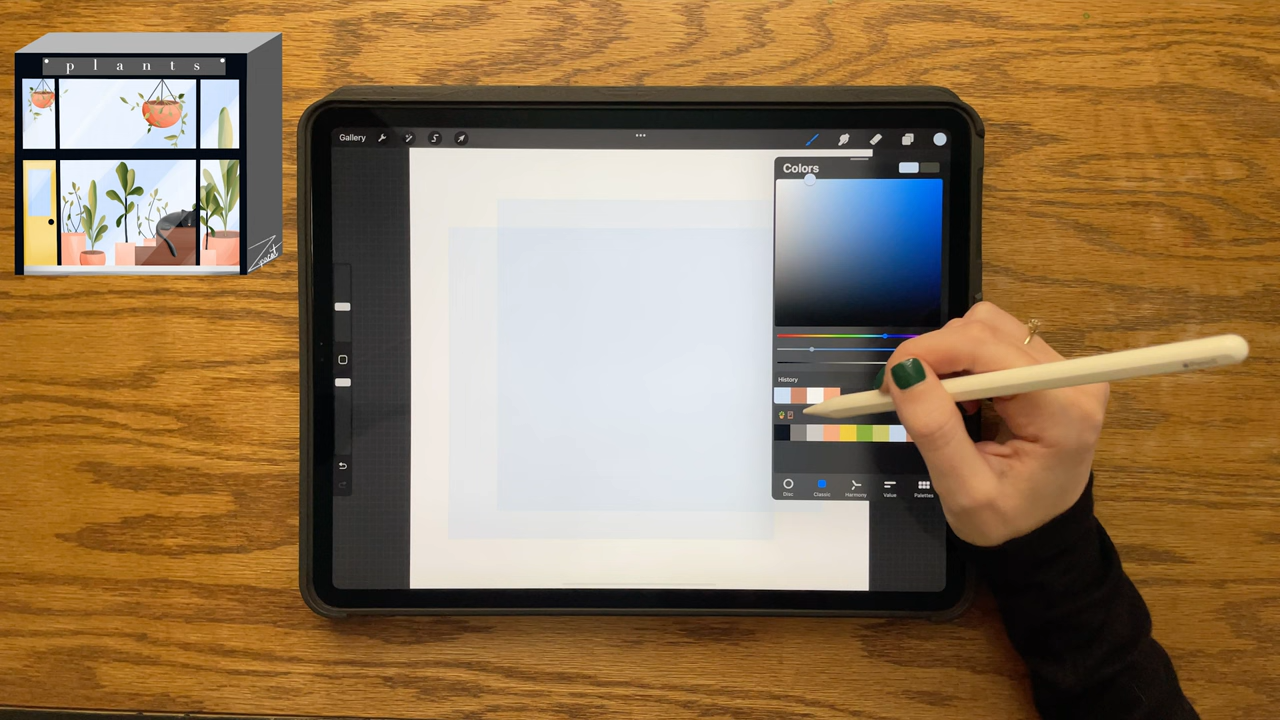 p l a n t s
Gallery
Colors
History
Disc
Classic
Harmony
Value
Palettes